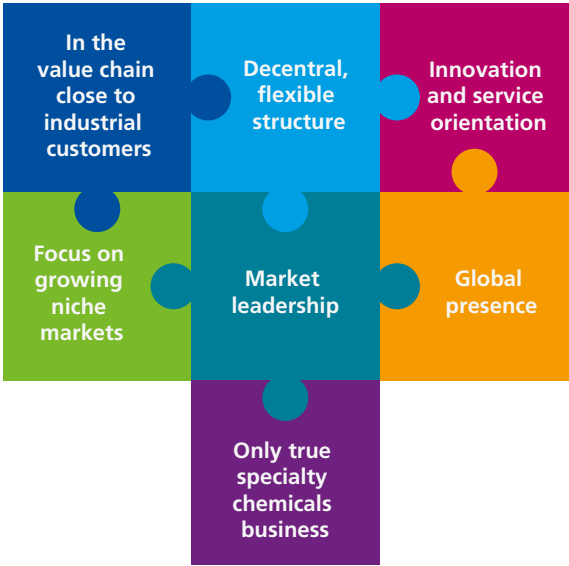 In the
value chain
close to
industrial
customers
Decentral,
flexible
structure
Innovation
and service
orientation
Focus on
growing
niche
markets
Market
leadership
Global
presence
Only true
specialty
chemicals
business